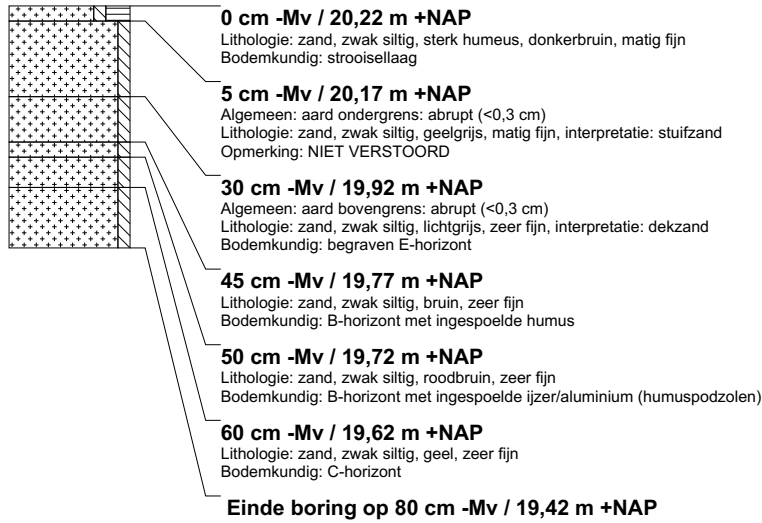 0 cm -Mv / 20,22 m +NAP
Lithologie: zand, zwak siltig, sterk humeus, donkerbruin, matig fijn
Bodemkundig: strooisellaag
5 cm -Mv / 20,17 m +NAP
Algemeen: aard ondergrens: abrupt (<0,3 cm)
Lithologie: zand, zwak siltig, geelgrijs, matig fijn, interpretatie: stuifzand
Opmerking: NIET VERSTOORD
30 cm -Mv / 19,92 m +NAP
Algemeen: aard bovengrens: abrupt (<0,3 cm)
Lithologie: zand, zwak siltig, lichtgrijs, zeer fijn, interpretatie: dekzand
Bodemkundig: begraven E-horizont
45 cm -Mv / 19,77 m +NAP
Lithologie: zand, zwak siltig, bruin, zeer fijn
Bodemkundig: B-horizont met ingespoelde humus
50 cm -Mv / 19,72 m +NAP
Lithologie: zand, zwak siltig, roodbruin, zeer fijn
Bodemkundig: B-horizont met ingespoelde ijzer/aluminium (humuspodzolen)
60 cm -Mv / 19,62 m +NAP
Lithologie: zand, zwak siltig, geel, zeer fijn
Bodemkundig: C-horizont
Einde boring op 80 cm -Mv / 19,42 m +NAP